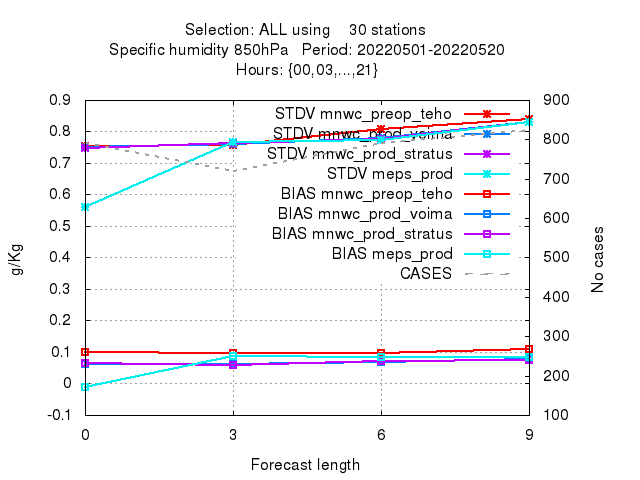 Selection: ALL using 30 stations
Specific humidity 850hPa Period: 20220501-20220520
Hours: {00,03,...,21}
0.9
0.8
0.7
0.6
0.5
0.4
0.3
0.2
0.1
0
-0.1
900
800
700
600
500
400
300
200
100
g/Kg
No cases
STDV mnwc_preop_teho
STDV mnwc_prod_voima
STDV mnwc_prod_stratus
STDV meps_prod
BIAS mnwc_preop_teho
BIAS mnwc_prod_voima
BIAS mnwc_prod_stratus
BIAS meps_prod
CASES
0 3 6 9
Forecast length